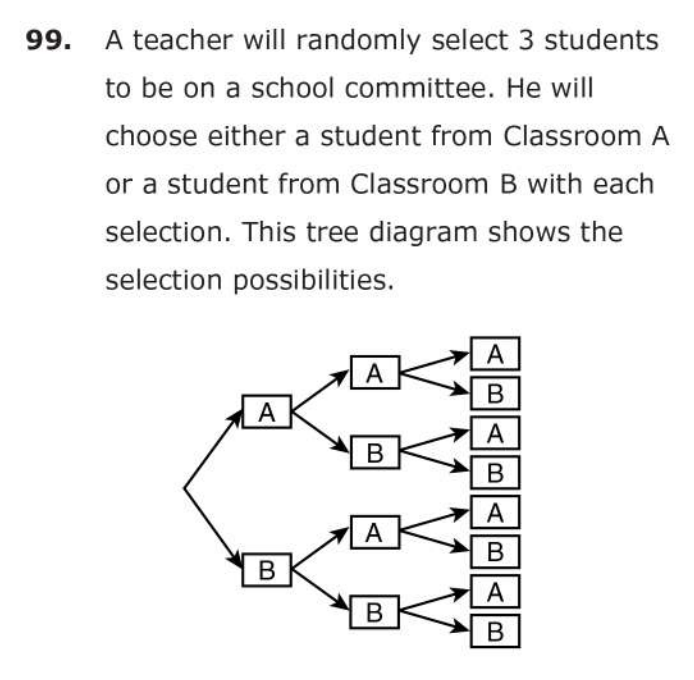 99. A teacher will randomly select 3 students
to be on a school committee. He will
choose either a student from Classroom A
or a student from Classroom B with each
selection. This tree diagram shows the
selection possibilities.
A
A
B
A
A
B
B
A
A
B
B
A
B
B